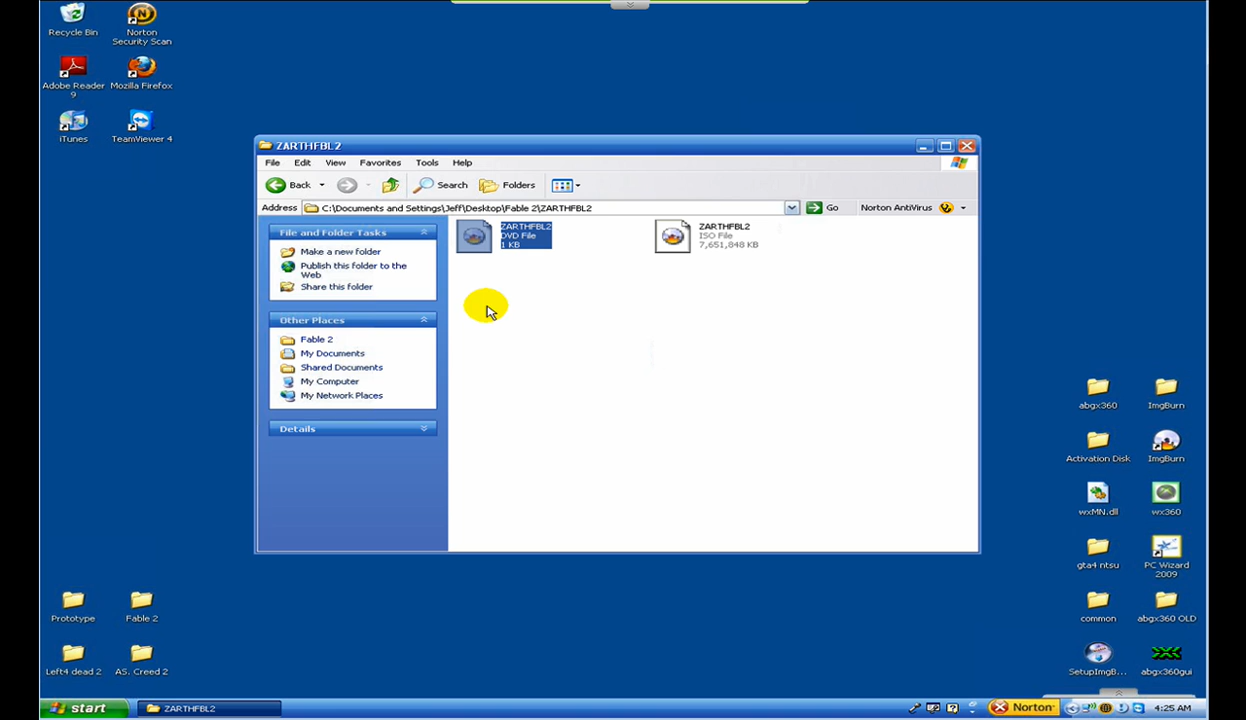 Recycle Bin
Norton
Security Scan
Adobe Reader
9
Mozilla Firefox
iTunes
TeamViewer 4
ZARTHFBL2
File Edit View Favorites Tools Help
Back Search Folders
Address C:\Documents and Settings\Jeff\Desktop\Fable 2\ZARTHFBL2 Go Norton AntiVirus
File and Folder Tasks
Make a new folder
Publish this folder to the
Web
Share this folder
Other Places
Fable 2
My Documents
Shared Documents
My Computer
My Network Places
Details
ZARTHFBL2
DVD File
1 KB
ZARTHFBL2
ISO File
7,651,848 KB
abgx360
ImgBurn
Activation Disk
ImgBurn
wxMN.dll
wx360
gta4 ntsu
PC Wizard
2009
common
abgx360 OLD
SetupImgB...
abgx360gui
Prototype
Fable 2
Left4 dead 2
AS. Creed 2
start
ZARTHFBL2
Norton
4:25 AM